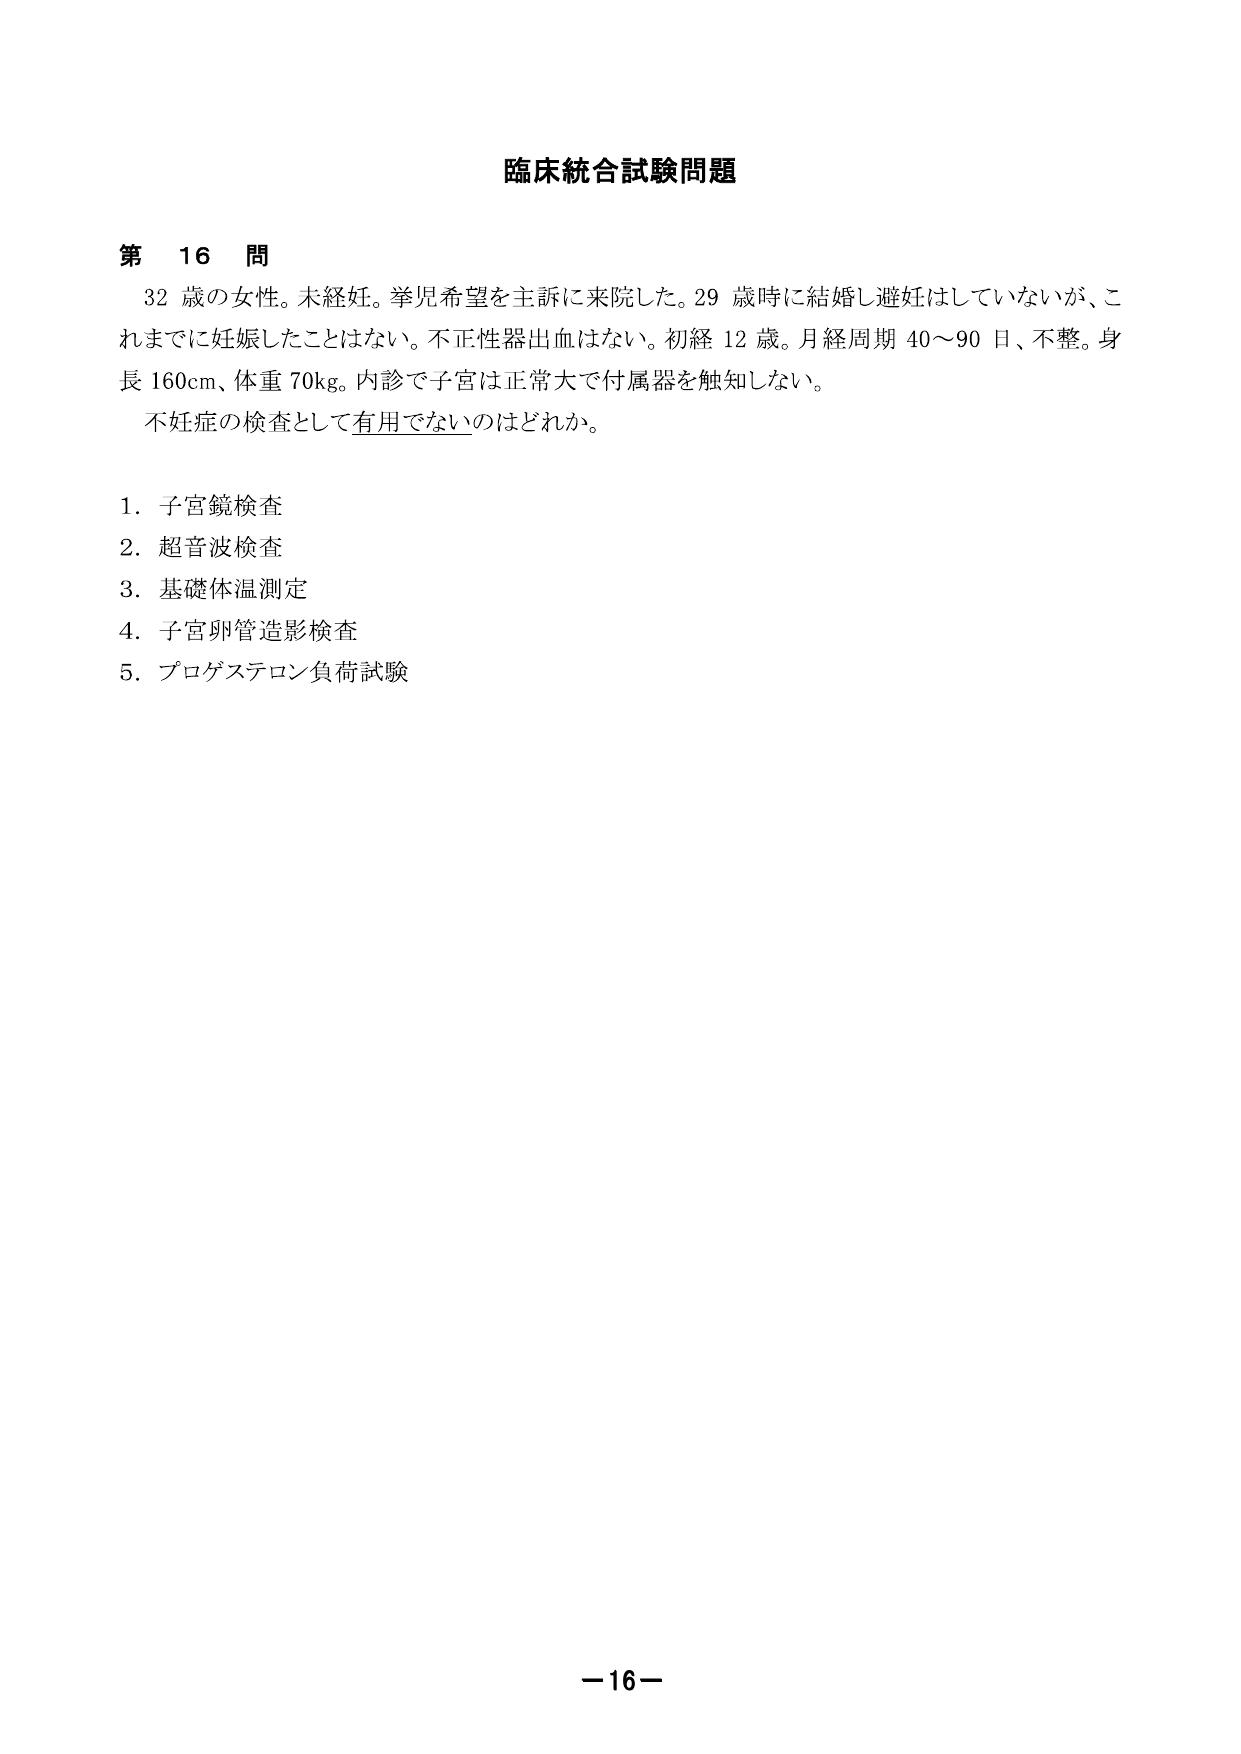 臨床統合試験問題
第 16 問
32 歳の女性。未経妊。挙児希望を主訴に来院した。29 歳時に結婚し避妊はしていないが、こ
れまでに妊娠したことはない。不正性器出血はない。初経 12 歳。月経周期 40～90 日、不整。身
長 160cm、体重 70kg。内診で子宮は正常大で付属器を触知しない。
不妊症の検査として有用でないのはどれか。
1. 子宮鏡検査
2. 超音波検査
3. 基礎体温測定
4. 子宮卵管造影検査
5. プロゲステロン負荷試験
－16－